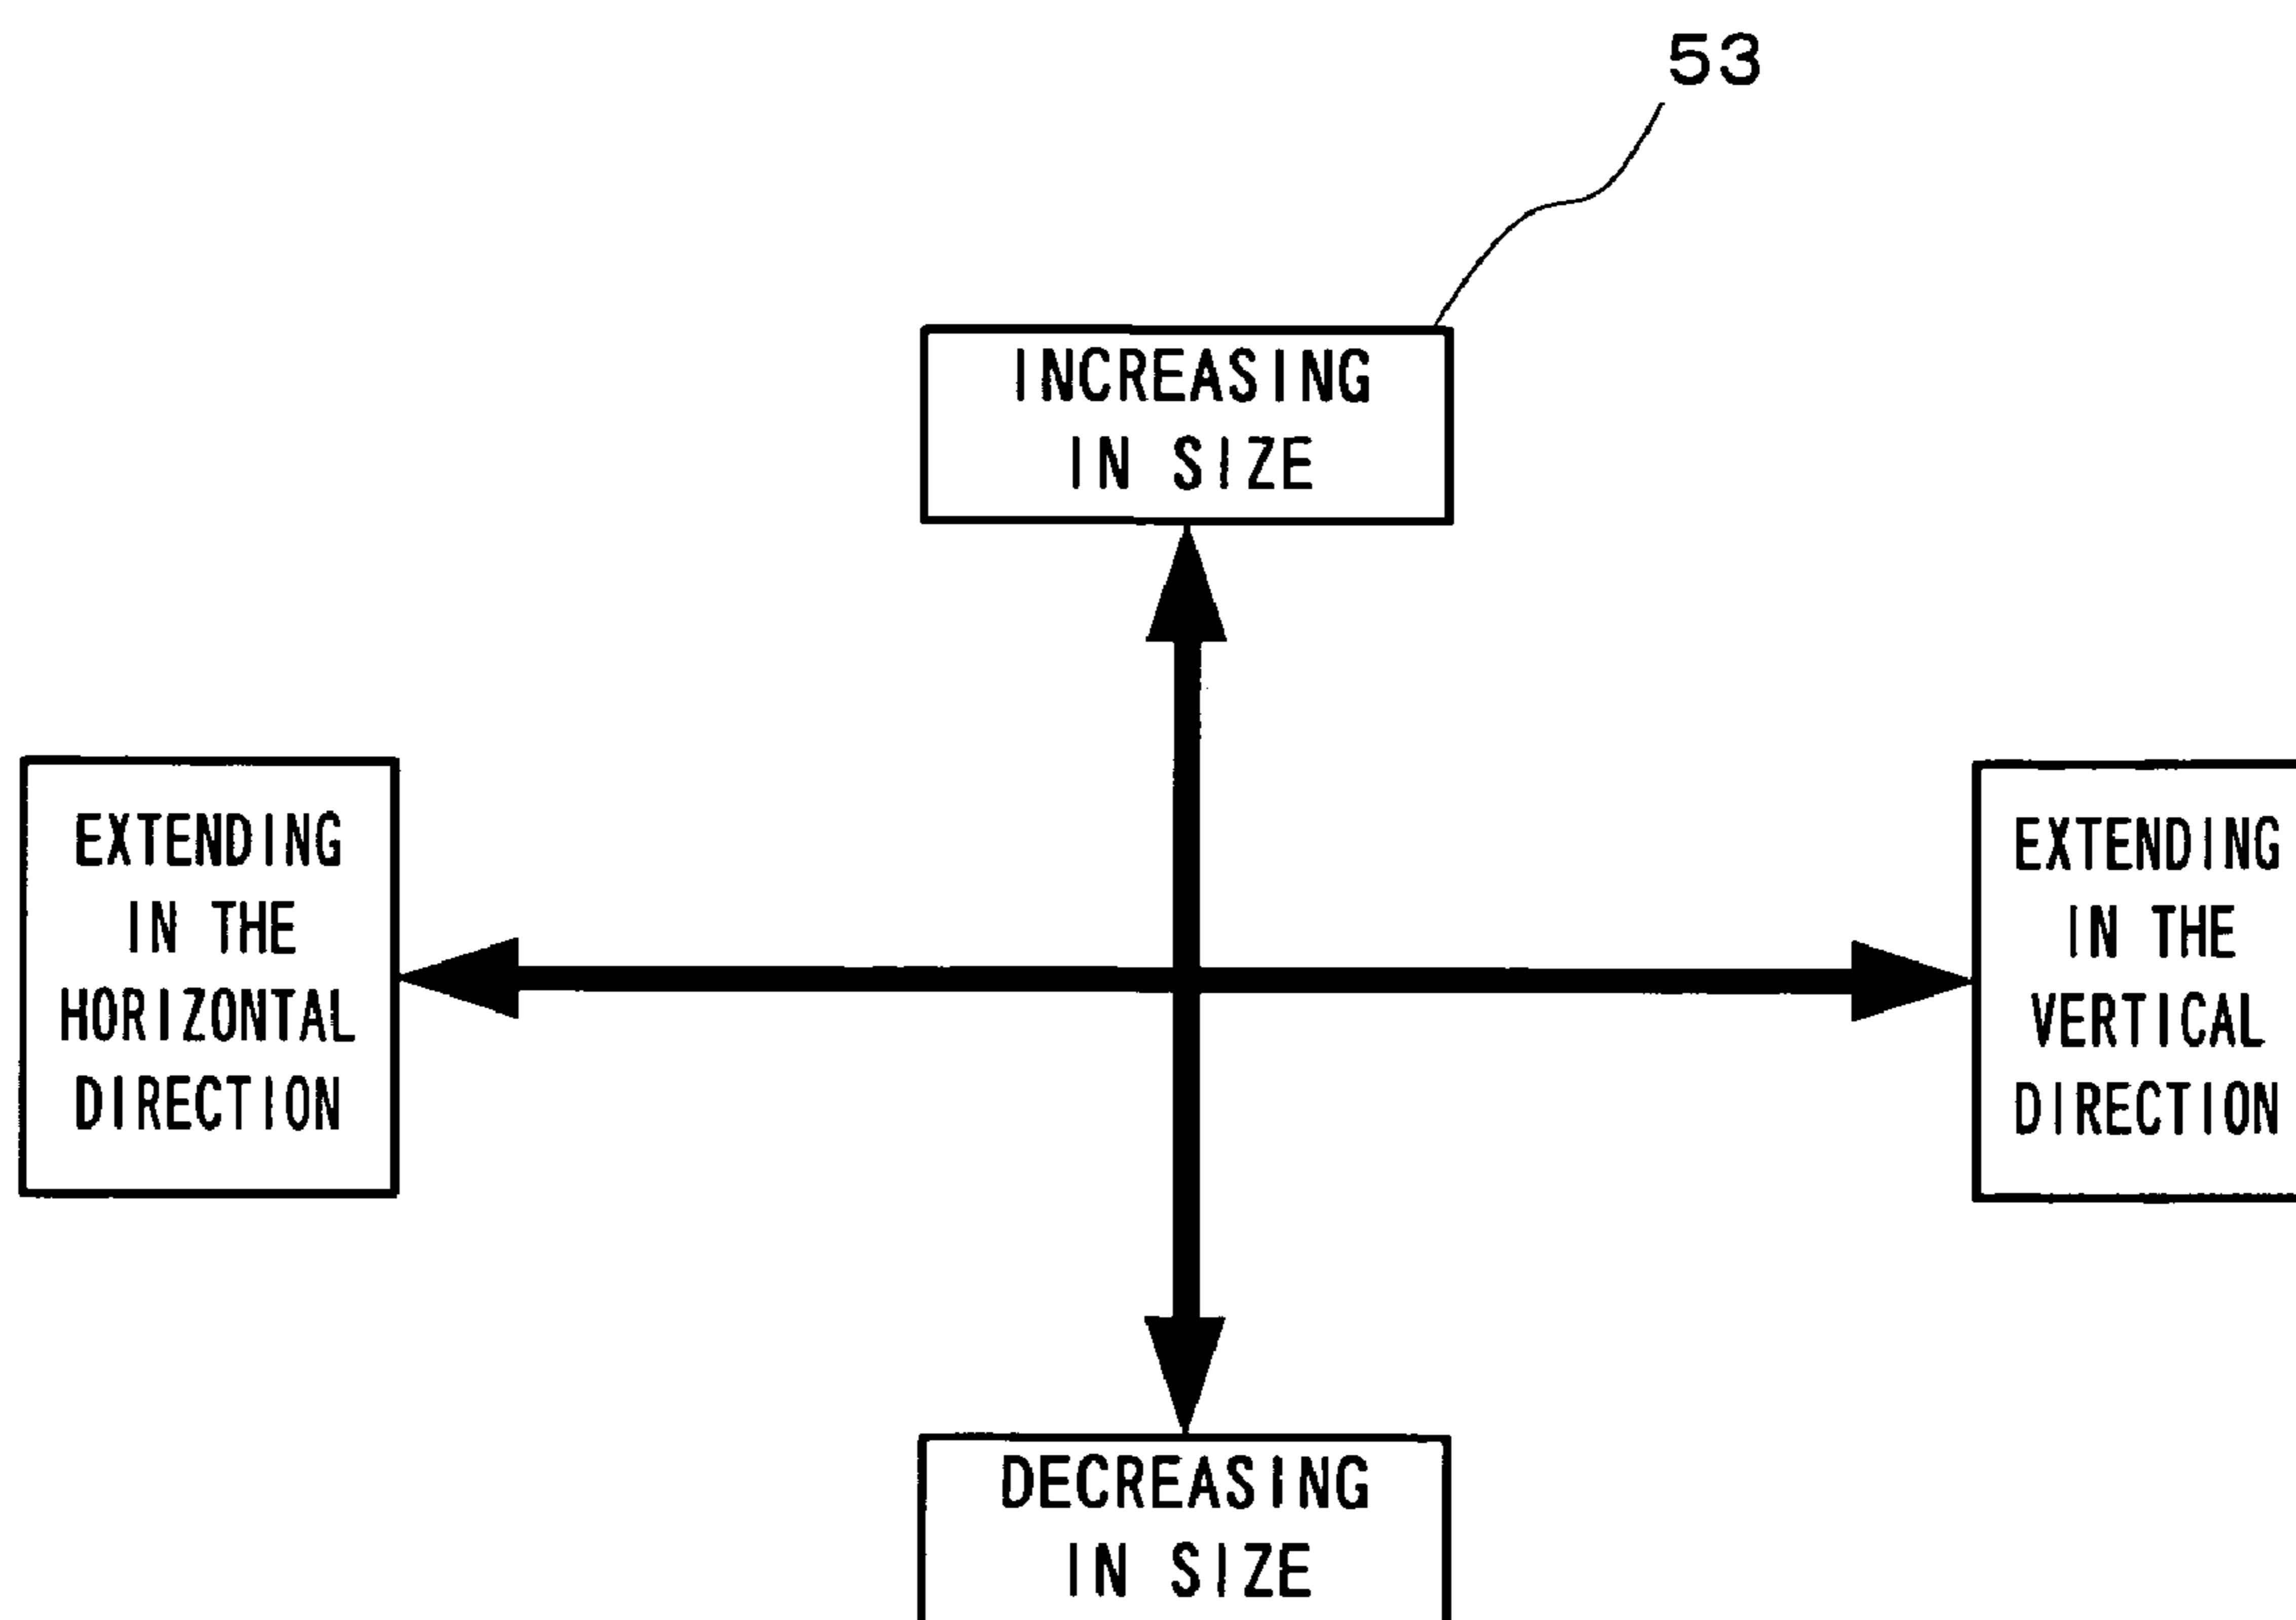 53
INCREASING
IN SIZE
EXTENDING
IN THE
HORIZONTAL
DIRECTION
EXTENDING
IN THE
VERTICAL
DIRECTION
DECREASING
IN SIZE